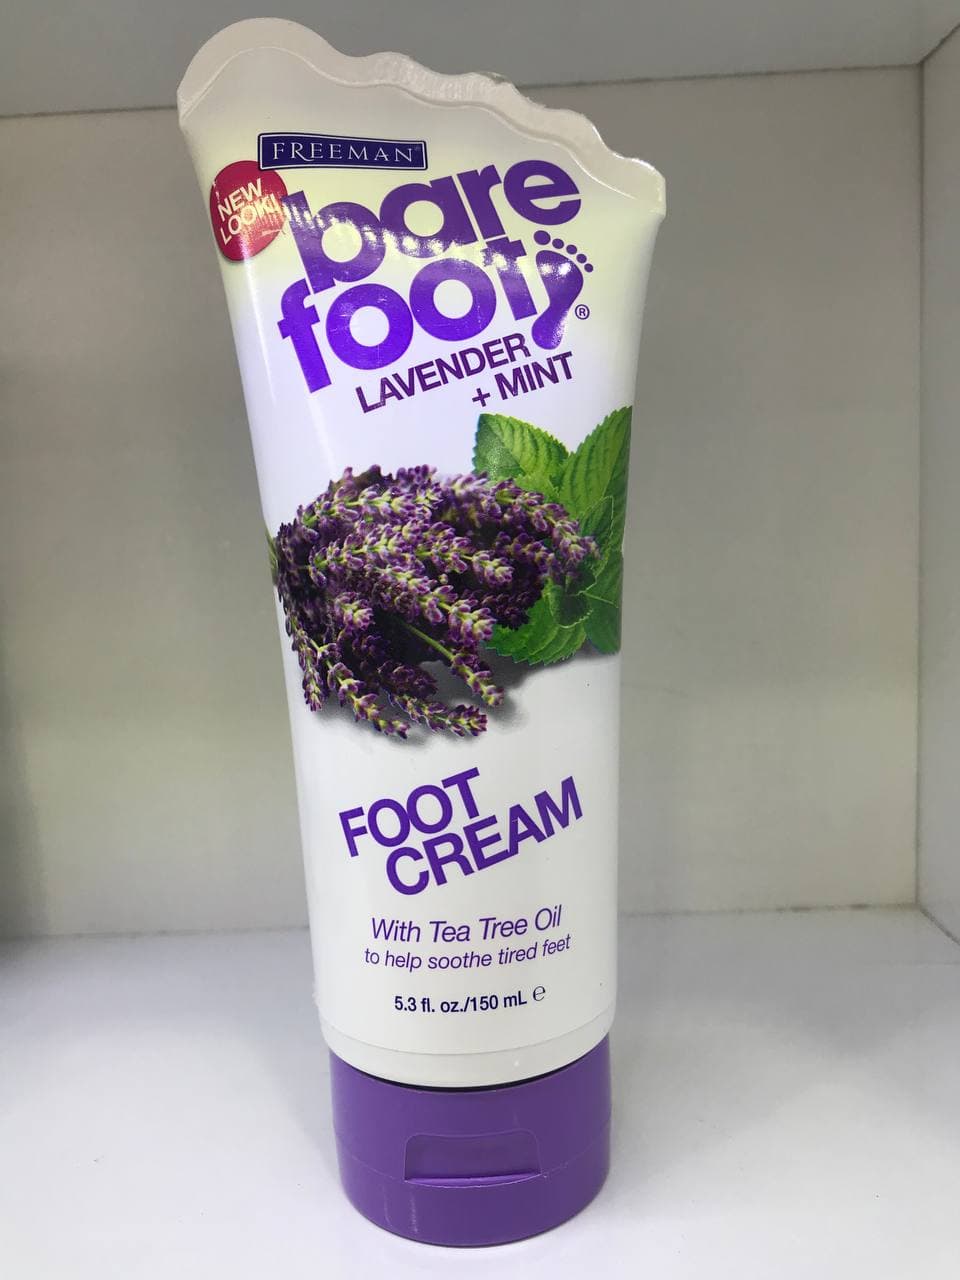 FREEMAN
NEW
LOOK!
bare
foot®
LAVENDER
+ MINT
FOOT
CREAM
With Tea Tree Oil
to help soothe tired feet
5.3 fl. oz./150 mL ℮